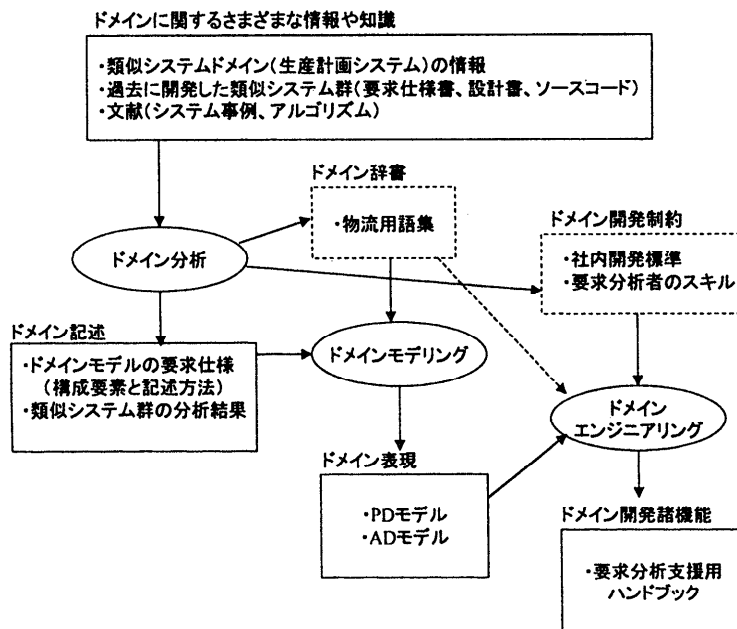 ドメインに関するさまざまな情報や知識
・類似システムドメイン(生産計画システム)の情報
・過去に開発した類似システム群(要求仕様書、設計書、ソースコード)
・文献(システム事例、アルゴリズム)
ドメイン辞書
・物流用語集
ドメイン開発制約
・社内開発標準
・要求分析者のスキル
ドメイン分析
ドメイン記述
・ドメインモデルの要求仕様
(構成要素と記述方法)
・類似システム群の分析結果
ドメインモデリング
ドメイン
エンジニアリング
ドメイン表現
・PDモデル
・ADモデル
ドメイン開発諸機能
・要求分析支援用
ハンドブック